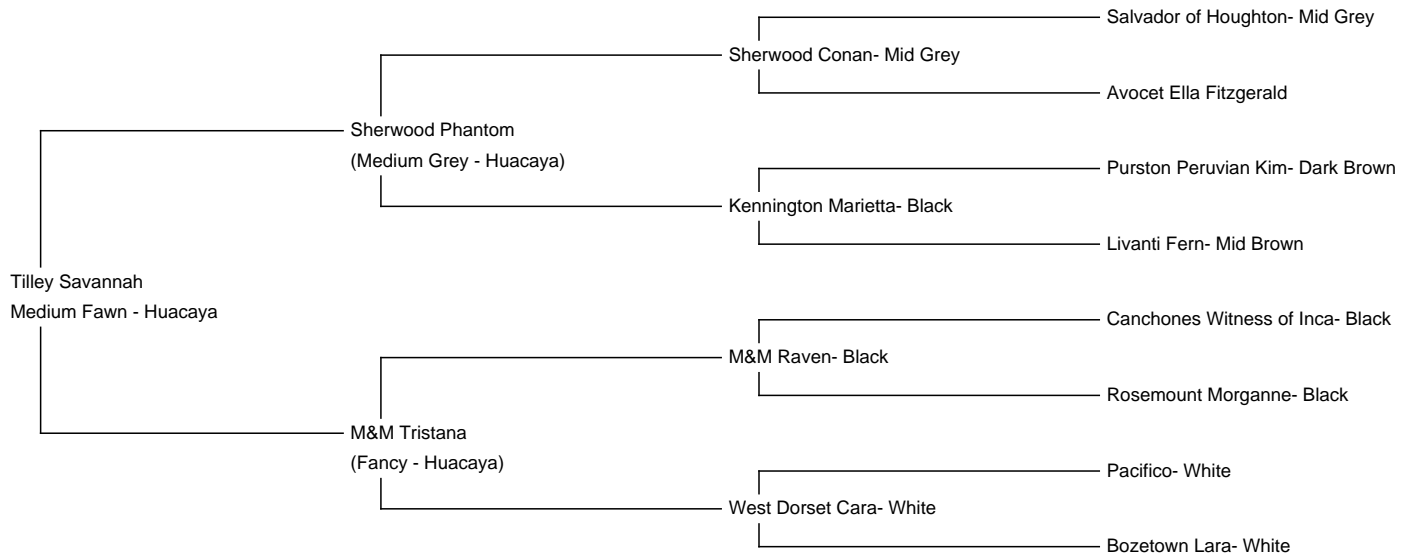 Salvador of Houghton- Mid Grey
Sherwood Conan- Mid Grey
Avocet Ella Fitzgerald
Sherwood Phantom
(Medium Grey - Huacaya)
Purston Peruvian Kim- Dark Brown
Kennington Marietta- Black
Livanti Fern- Mid Brown
Tilley Savannah
Medium Fawn - Huacaya
Canchones Witness of Inca- Black
M&M Raven- Black
Rosemount Morganne- Black
M&M Tristana
(Fancy - Huacaya)
Pacifico- White
West Dorset Cara- White
Bozetown Lara- White